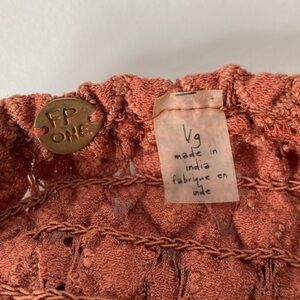 FP
ONE
Vg
made in
india
fabriqué en
inde